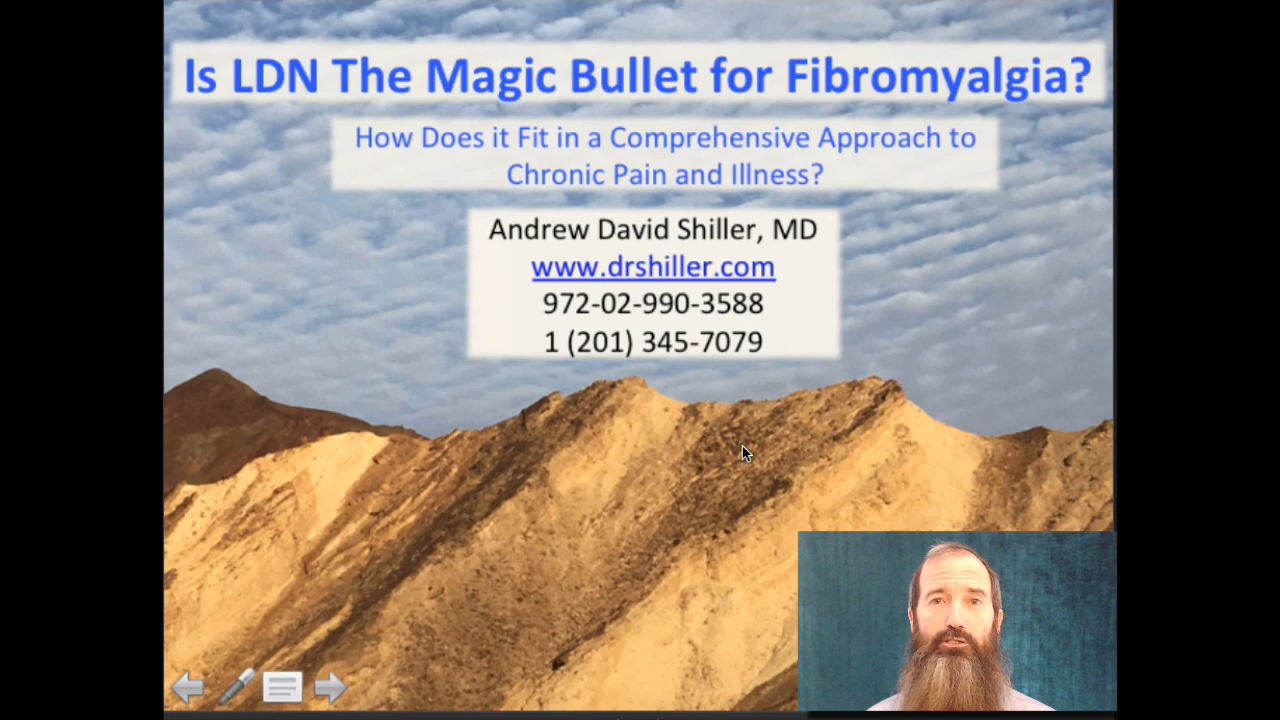 Is LDN The Magic Bullet for Fibromyalgia?
How Does it Fit in a Comprehensive Approach to
Chronic Pain and Illness?
Andrew David Shiller, MD
www.drshiller.com
972-02-990-3588
1 (201) 345-7079